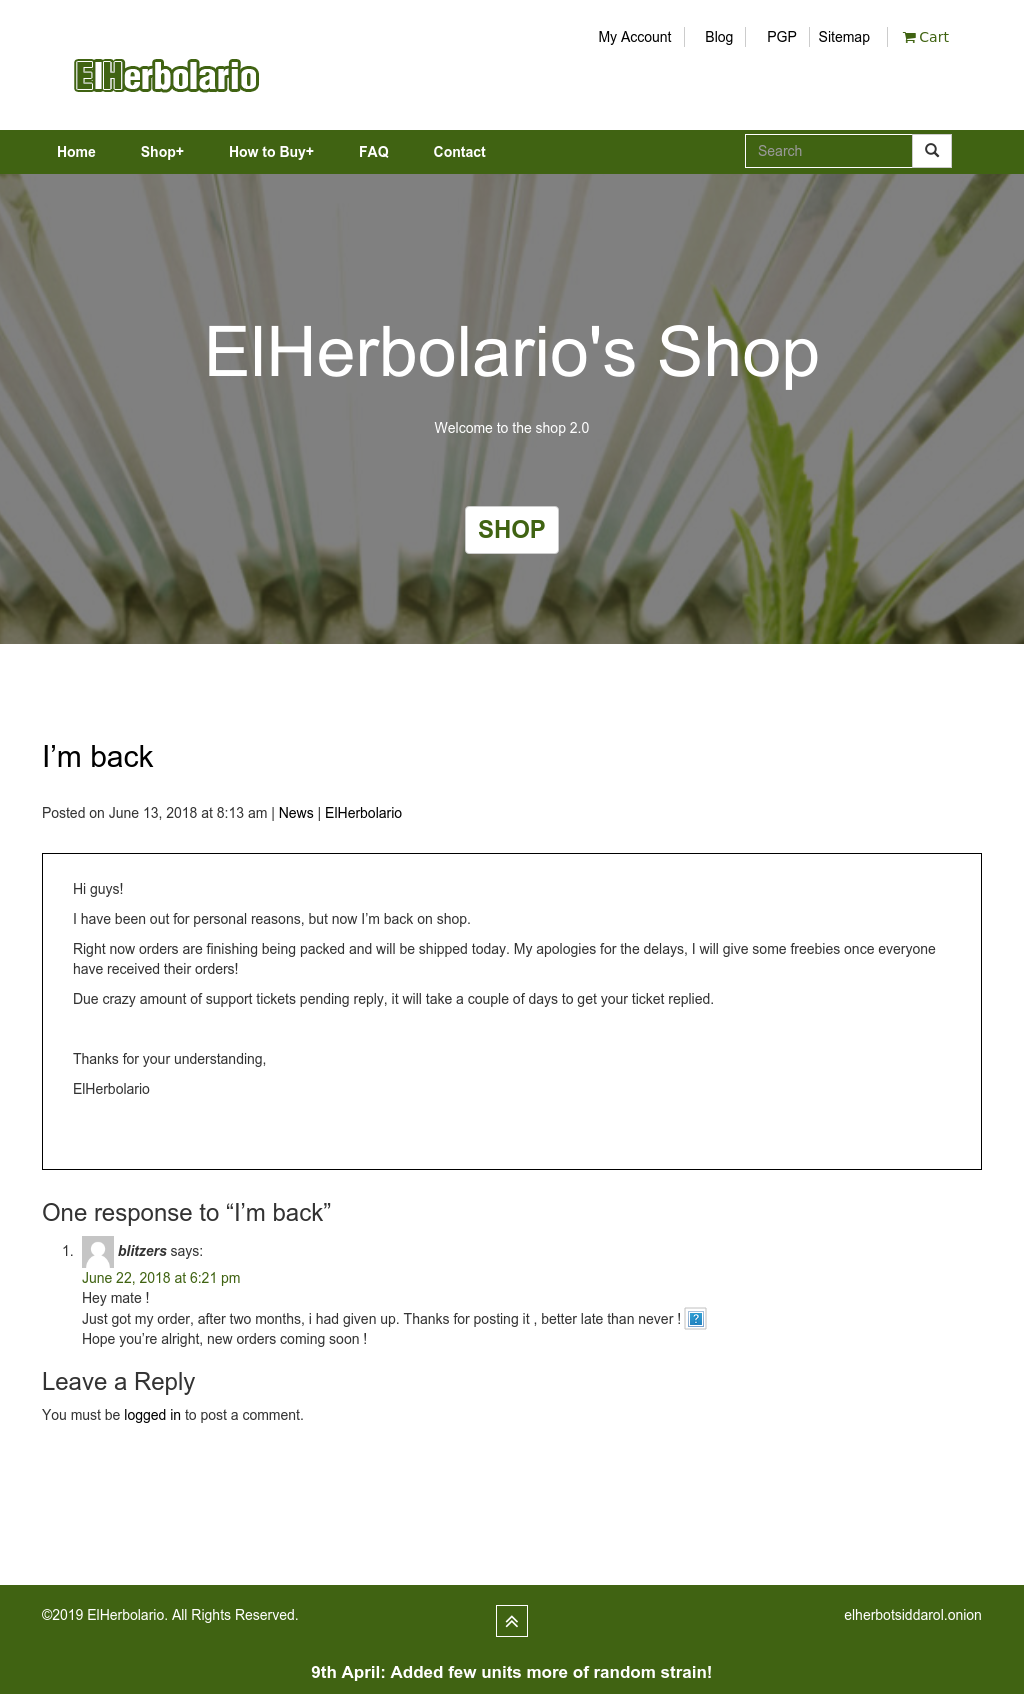 My Account
Blog
PGP
Sitemap
Cart
ElHerbolario
Home
Shop+
How to Buy+
FAQ
Contact
Search
ElHerbolario's Shop
Welcome to the shop 2.0
SHOP
I’m back
Posted on June 13, 2018 at 8:13 am | News | ElHerbolario
Hi guys!
I have been out for personal reasons, but now I’m back on shop.
Right now orders are finishing being packed and will be shipped today. My apologies for the delays, I will give some freebies once everyone
have received their orders!
Due crazy amount of support tickets pending reply, it will take a couple of days to get your ticket replied.
Thanks for your understanding,
ElHerbolario
One response to “I’m back”
1. blitzers says:
June 22, 2018 at 6:21 pm
Hey mate !
Just got my order, after two months, i had given up. Thanks for posting it , better late than never !
Hope you’re alright, new orders coming soon !
Leave a Reply
You must be logged in to post a comment.
©2019 ElHerbolario. All Rights Reserved.
elherbotsiddarol.onion
9th April: Added few units more of random strain!